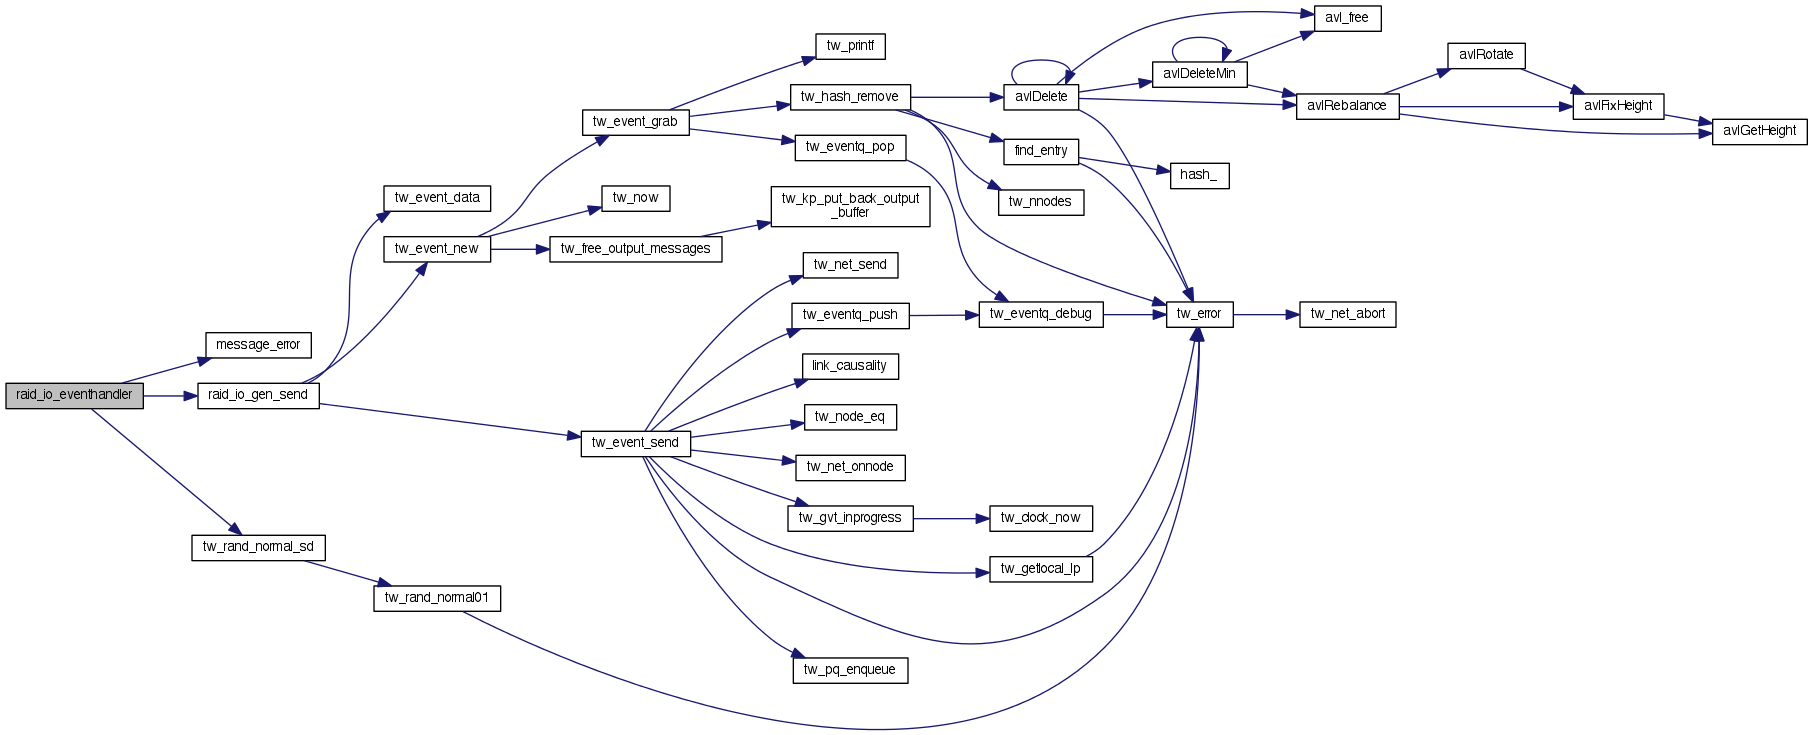 raid_io_eventhandler
message_error
raid_io_gen_send
tw_rand_normal_sd
tw_event_data
tw_event_new
tw_rand_normal01
tw_event_grab
tw_now
tw_free_output_messages
tw_event_send
tw_printf
tw_hash_remove
tw_eventq_pop
tw_kp_put_back_output
_buffer
tw_net_send
tw_eventq_push
link_causality
tw_node_eq
tw_net_onnode
tw_gvt_inprogress
tw_pq_enqueue
avlDelete
find_entry
tw_nnodes
tw_eventq_debug
tw_clock_now
tw_getlocal_lp
avlDeleteMin
hash_
tw_error
avl_free
avlRebalance
tw_net_abort
avlRotate
avlFixHeight
avlGetHeight